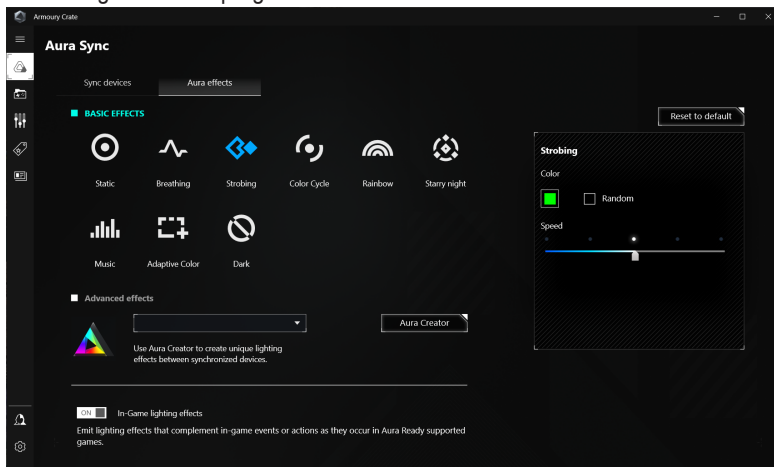 Armoury Crate
Aura Sync
Sync devices
Aura effects
BASIC EFFECTS
Reset to default
Static
Breathing
Strobing
Color Cycle
Rainbow
Starry night
Music
Adaptive Color
Dark
Strobing
Color
Random
Speed
Advanced effects
Aura Creator
Use Aura Creator to create unique lighting
effects between synchronized devices.
ON
In-Game lighting effects
Emit lighting effects that complement in-game events or actions as they occur in Aura Ready supported
games.